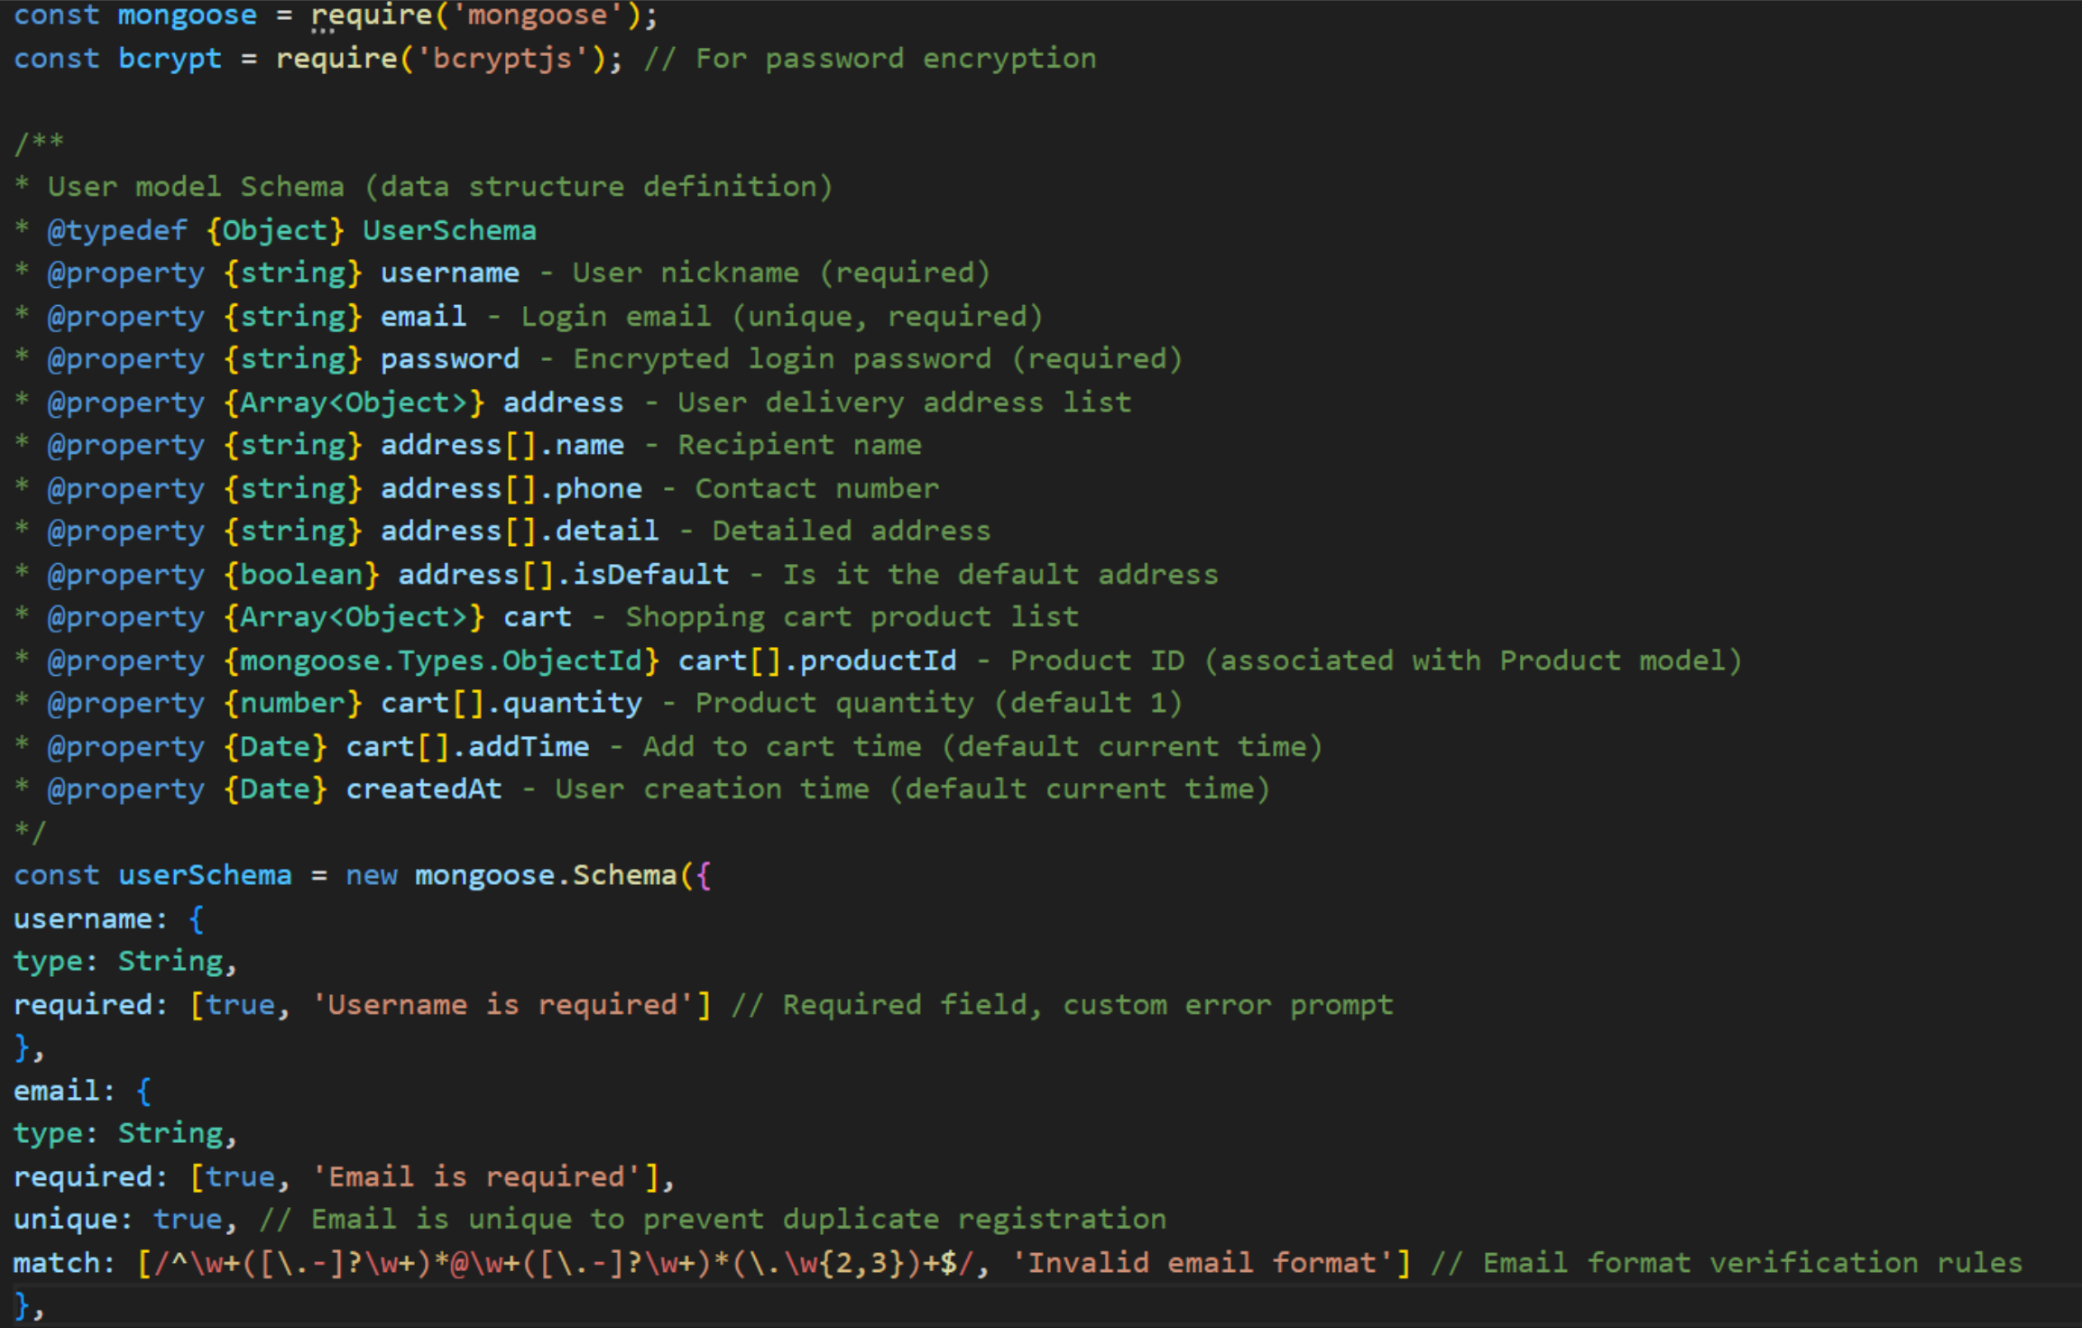 const mongoose = require('mongoose');
const bcrypt = require('bcryptjs'); // For password encryption

/**
* User model Schema (data structure definition)
* @typedef {Object} UserSchema
* @property {string} username - User nickname (required)
* @property {string} email - Login email (unique, required)
* @property {string} password - Encrypted login password (required)
* @property {Array<Object>} address - User delivery address list
* @property {string} address[].name - Recipient name
* @property {string} address[].phone - Contact number
* @property {string} address[].detail - Detailed address
* @property {boolean} address[].isDefault - Is it the default address
* @property {Array<Object>} cart - Shopping cart product list
* @property {mongoose.Types.ObjectId} cart[].productId - Product ID (associated with Product model)
* @property {number} cart[].quantity - Product quantity (default 1)
* @property {Date} cart[].addTime - Add to cart time (default current time)
* @property {Date} createdAt - User creation time (default current time)
*/
const userSchema = new mongoose.Schema({
username: {
type: String,
required: [true, 'Username is required'] // Required field, custom error prompt
},
email: {
type: String,
required: [true, 'Email is required'],
unique: true, // Email is unique to prevent duplicate registration
match: [/^\w+([\.-]?\w+)*@\w+([\.-]?\w+)*(\.\w{2,3})+$/, 'Invalid email format'] // Email format verification rules
},